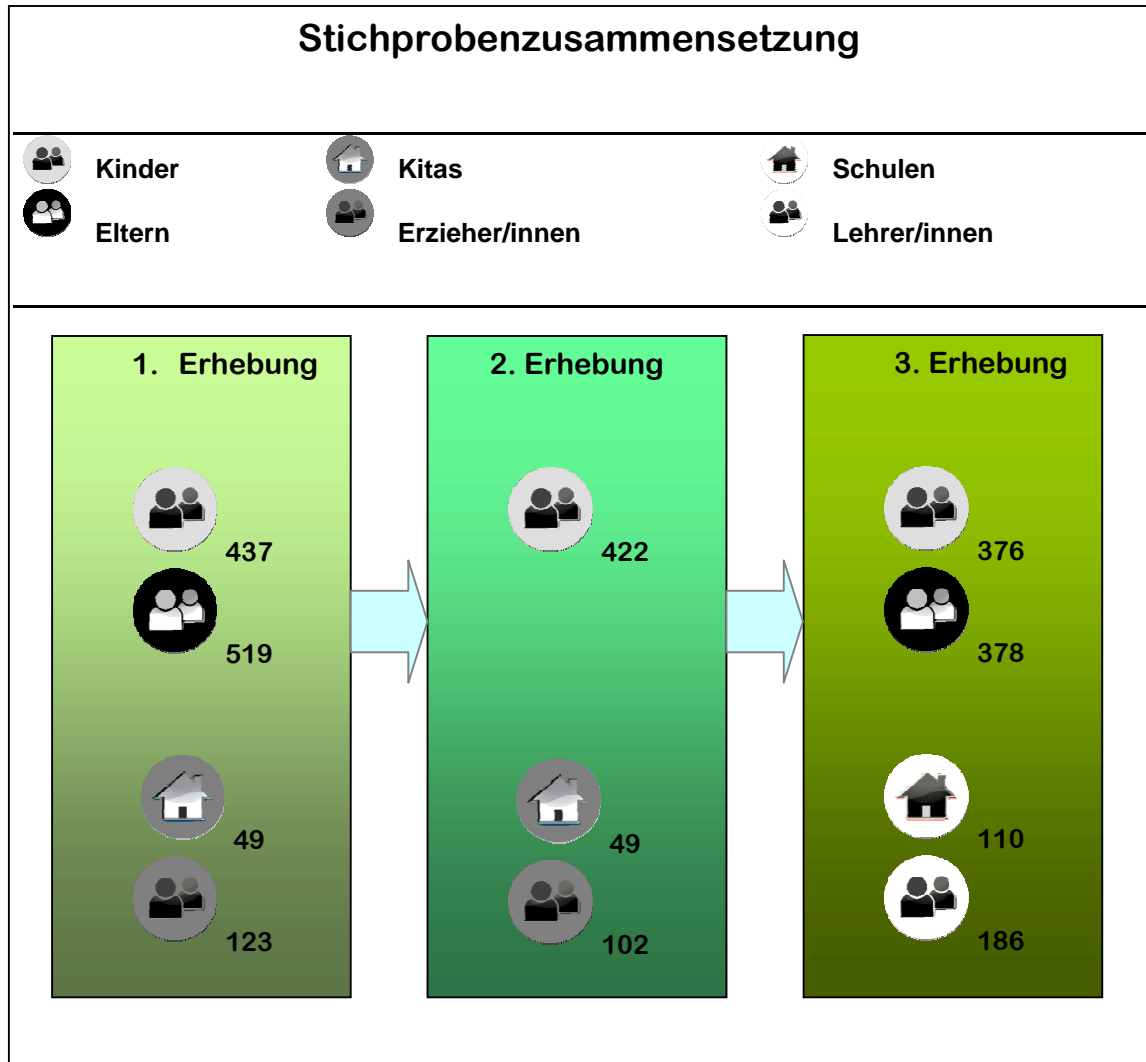 Stichprobenzusammensetzung
Kinder Kitas Schulen
Eltern Erzieher/innen Lehrer/innen
1. Erhebung 2. Erhebung 3. Erhebung
437 422 376
519 378
49 49 110
123 102 186